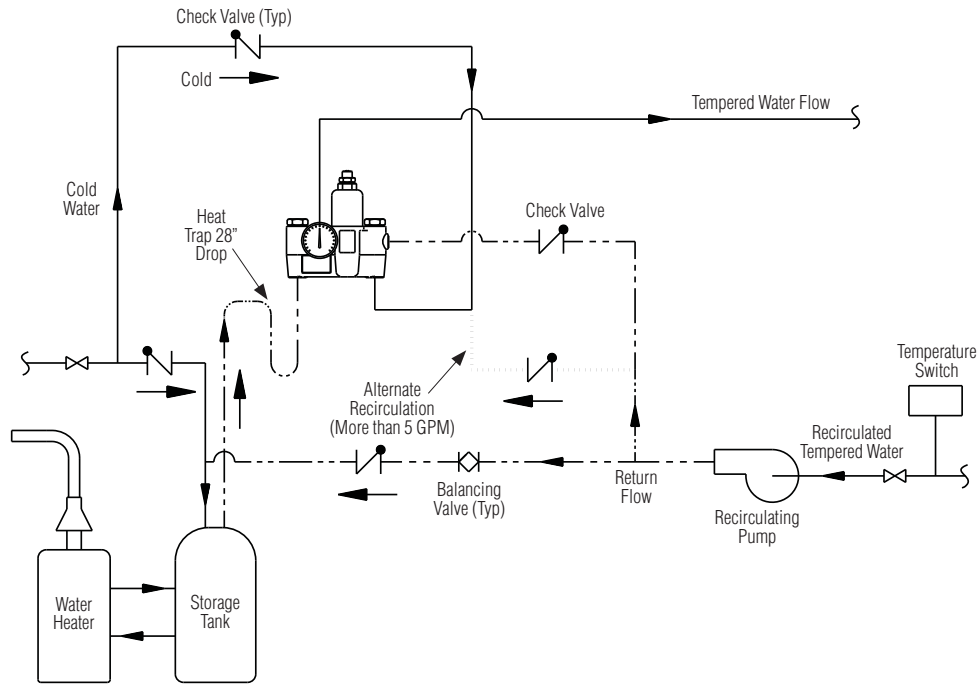 Check Valve (Typ)
Cold
Tempered Water Flow
Cold
Water
Heat
Trap 28"
Drop
Check Valve
Temperature
Switch
Alternate
Recirculation
(More than 5 GPM)
Recirculated
Tempered Water
Balancing
Valve (Typ)
Return
Flow
Recirculating
Pump
Water
Heater
Storage
Tank